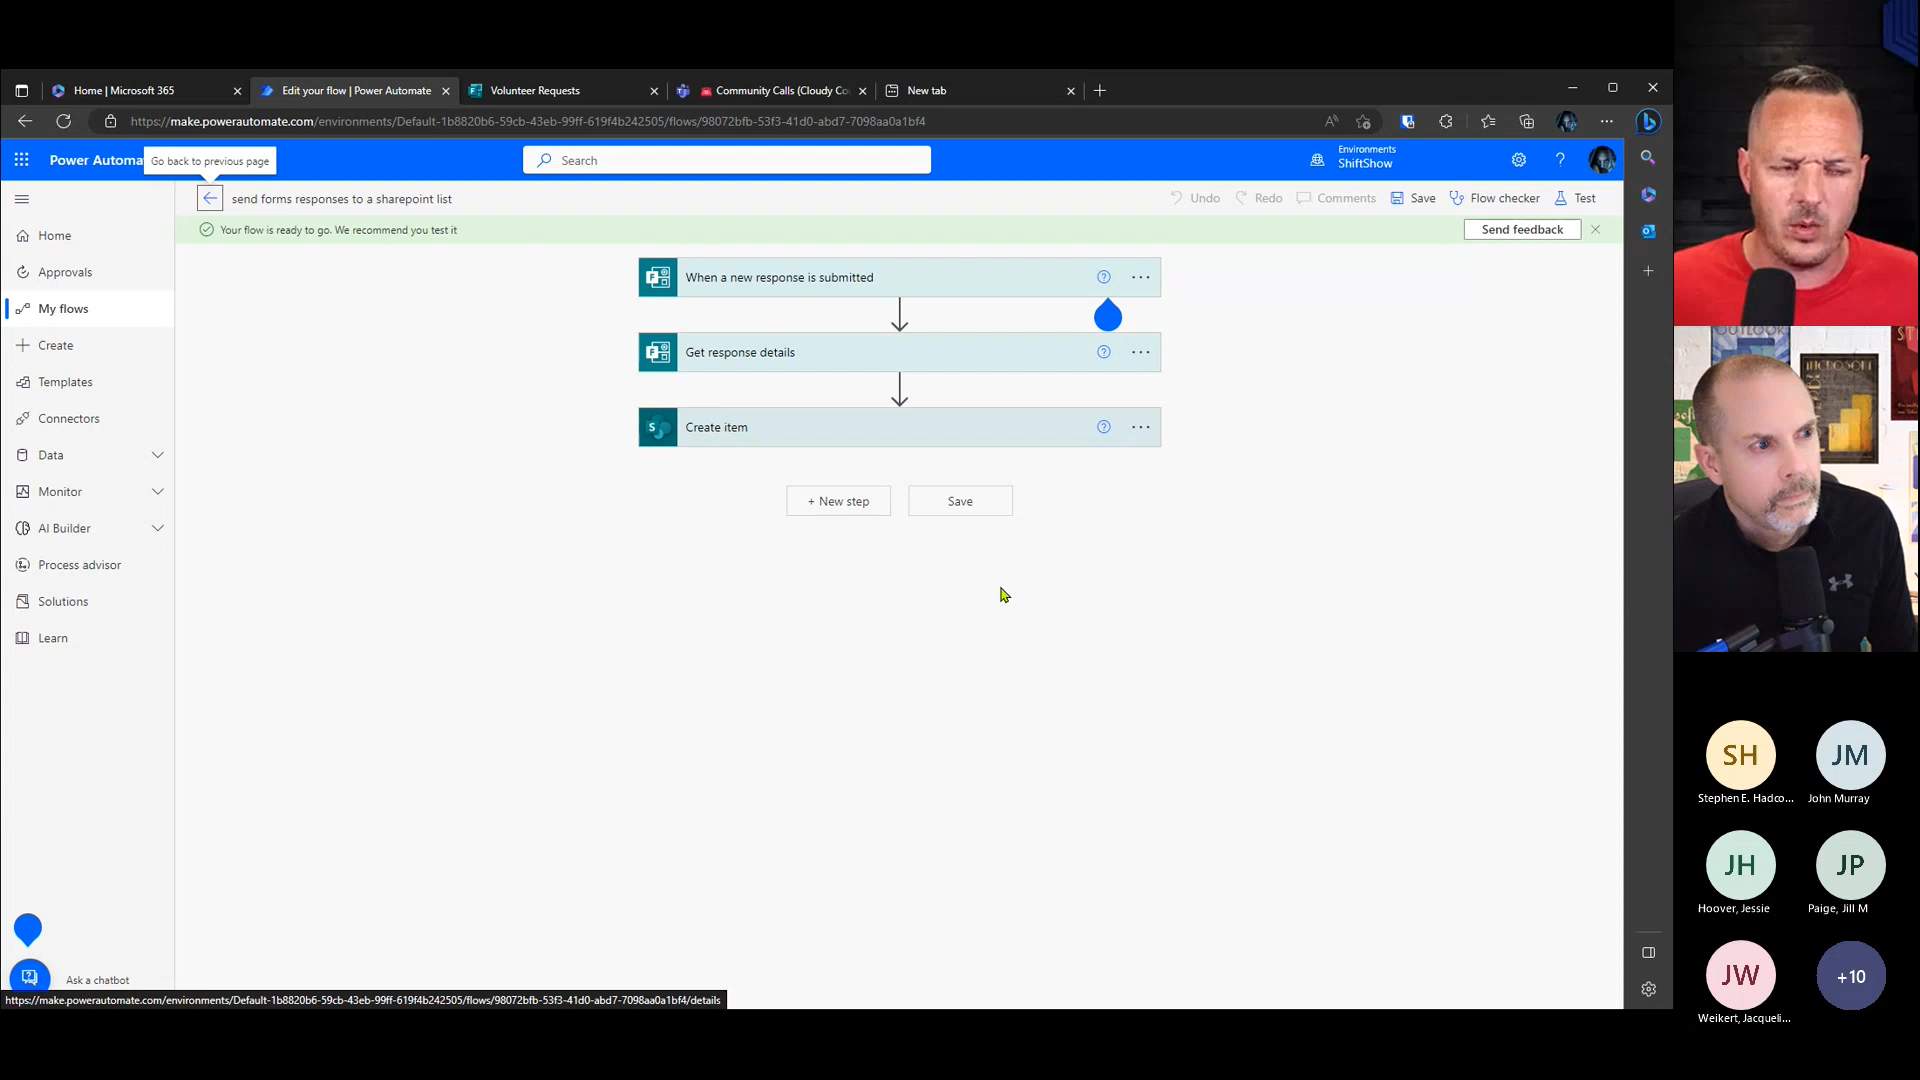 Home | Microsoft 365
Edit your flow | Power Automate
Volunteer Requests
Community Calls (Cloudy Co
New tab
https://make.powerautomate.com/environments/Default-1b8820b6-59cb-43eb-99ff-619f4b242505/flows/98072bfb-53f3-41d0-abd7-7098aa0a1bf4
Power Automa
Go back to previous page
Search
Environments
ShiftShow
send forms responses to a sharepoint list
Undo
Redo
Comments
Save
Flow checker
Test
Your flow is ready to go. We recommend you test it
Send feedback
Home
Approvals
My flows
Create
Templates
Connectors
Data
Monitor
AI Builder
Process advisor
Solutions
Learn
When a new response is submitted
Get response details
Create item
+ New step
Save
Ask a chatbot
https://make.powerautomate.com/environments/Default-1b8820b6-59cb-43eb-99ff-619f4b242505/flows/98072bfb-53f3-41d0-abd7-7098aa0a1bf4/details
OUTLOOK
MICROSOFT
SH
Stephen E. Hadco...
JM
John Murray
JH
Hoover, Jessie
JP
Paige, Jill M
JW
Weikert, Jacqueli...
+10